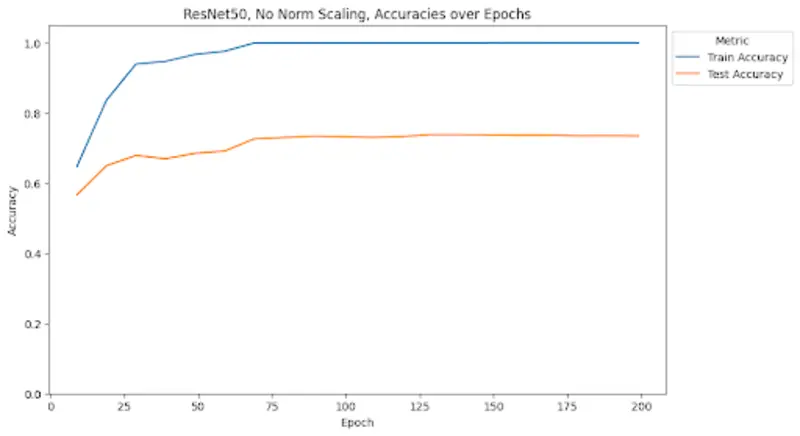 ResNet50, No Norm Scaling, Accuracies over Epochs
Metric
Train Accuracy
Test Accuracy
Accuracy
1.0
0.8
0.6
0.4
0.2
0.0
0 25 50 75 100 125 150 175 200
Epoch